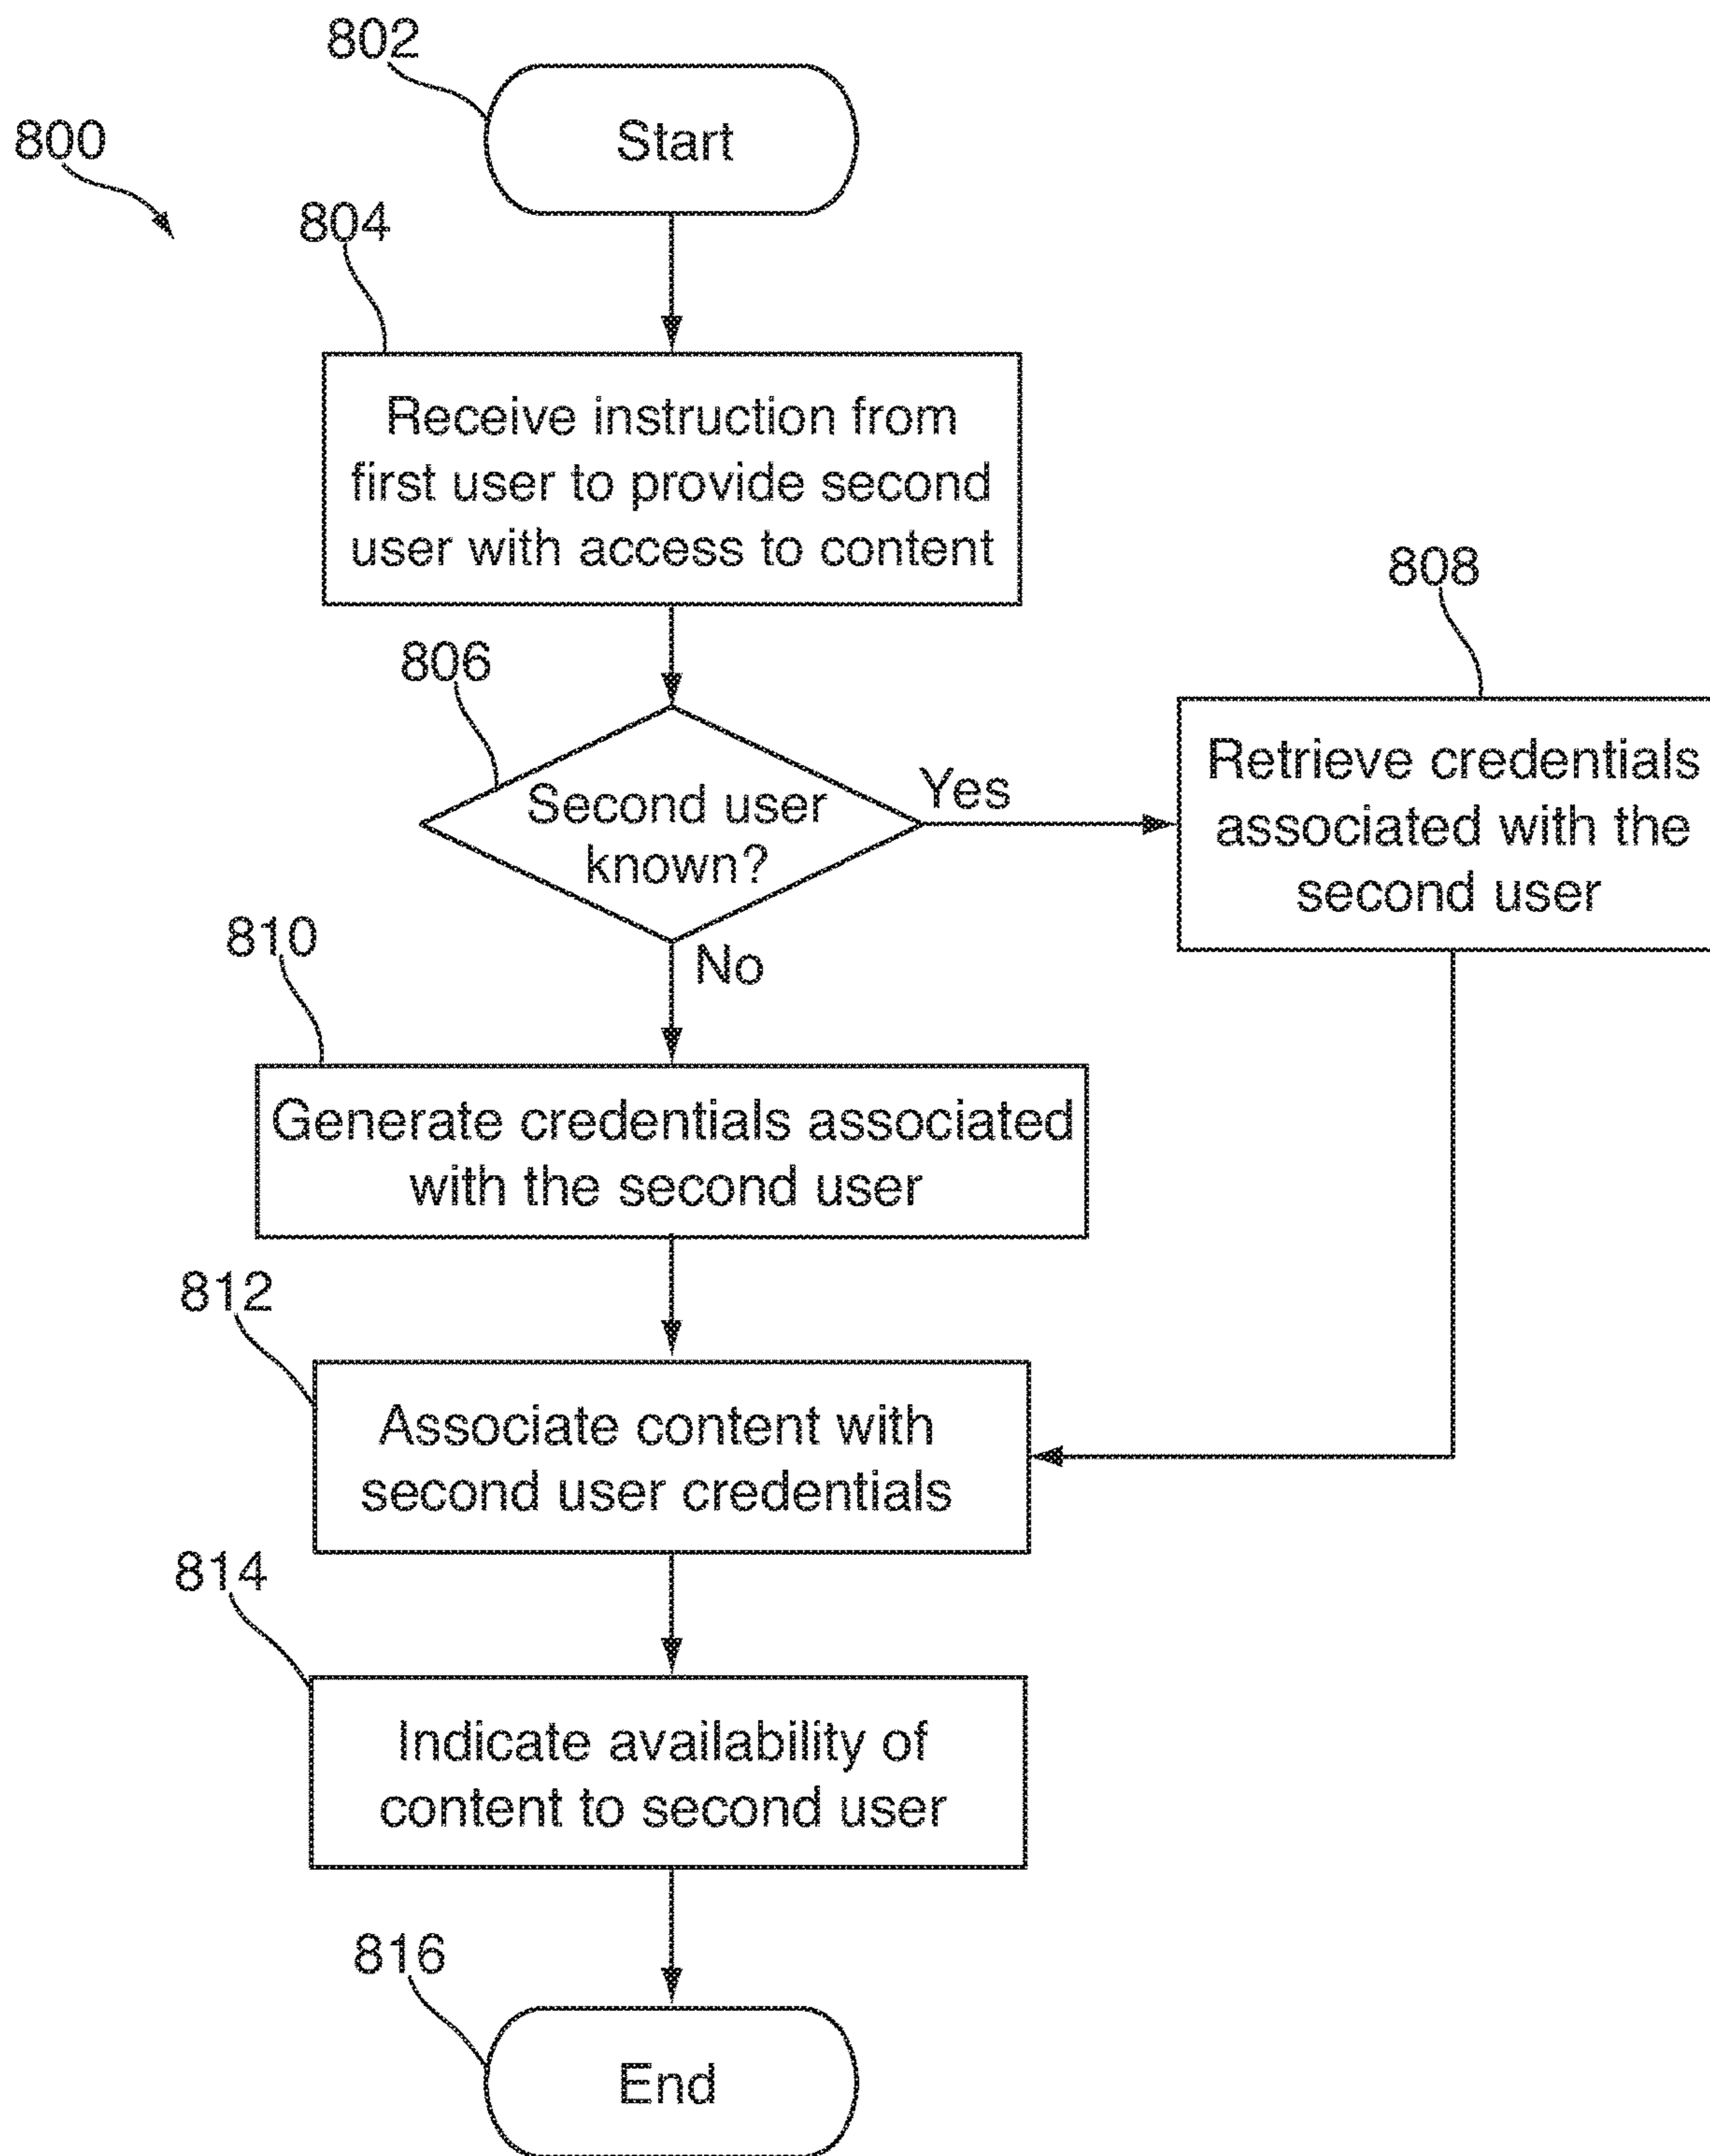 802
Start
800
804
Receive instruction from
first user to provide second
user with access to content
806
Second user
known?
Yes
808
Retrieve credentials
associated with the
second user
No
810
Generate credentials associated
with the second user
812
Associate content with
second user credentials
814
Indicate availability of
content to second user
816
End